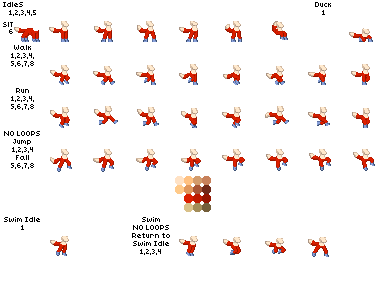 IdleS
1,2,3,4,5
Duck
1
SIT
6
Walk
1,2,3,4,
5,6,7,8
Run
1,2,3,4,
5,6,7,8
NO LOOPS
Jump
1,2,3,4
Fall
5,6,7,8
Swim Idle
1
Swim
NO LOOPS
Return to
Swim Idle
1,2,3,4